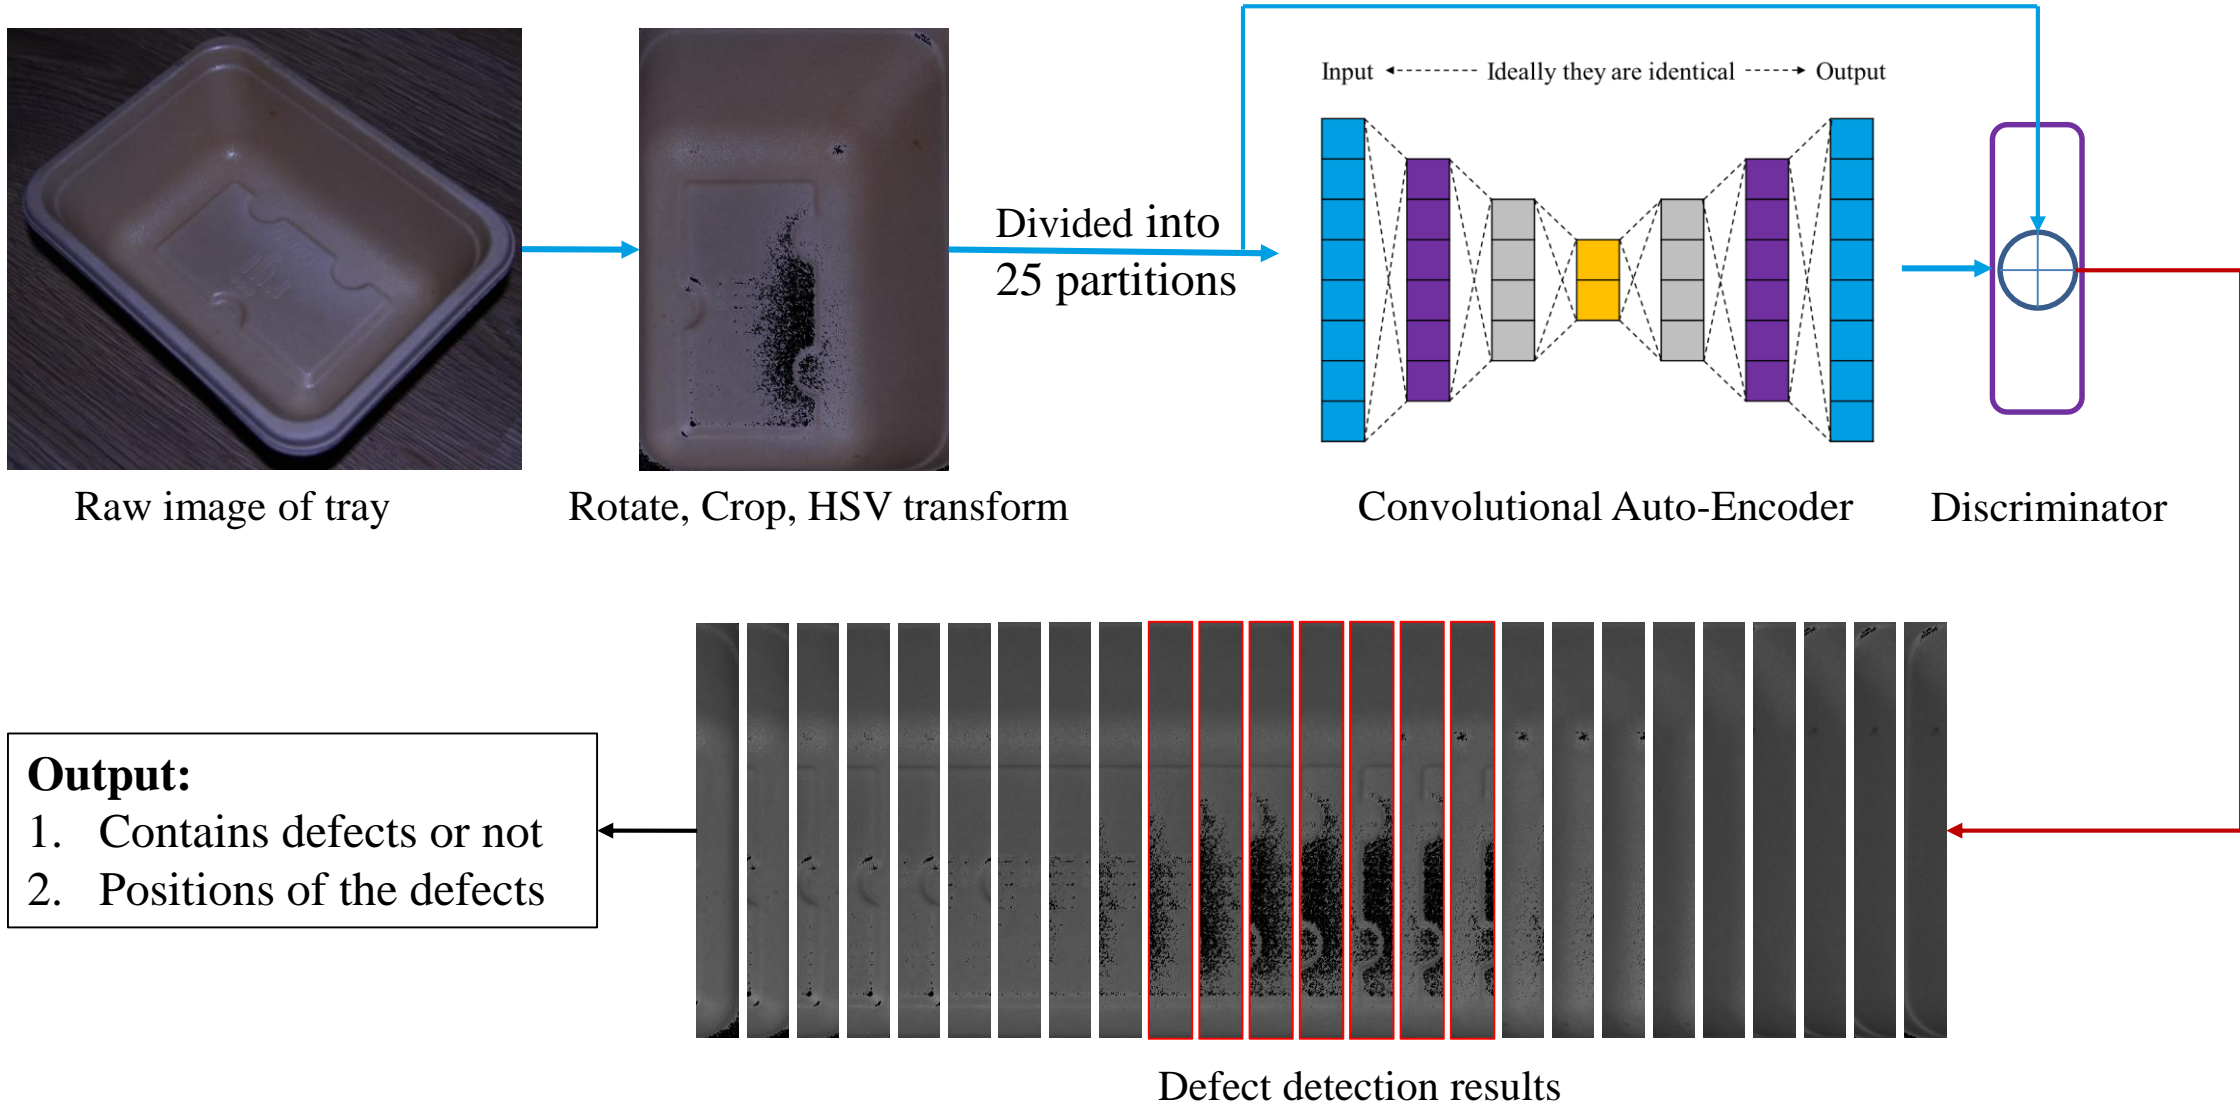 Input Ideally they are identical Output
Divided into
25 partitions
Raw image of tray
Rotate, Crop, HSV transform
Convolutional Auto-Encoder
Discriminator
Output:
1. Contains defects or not
2. Positions of the defects
Defect detection results